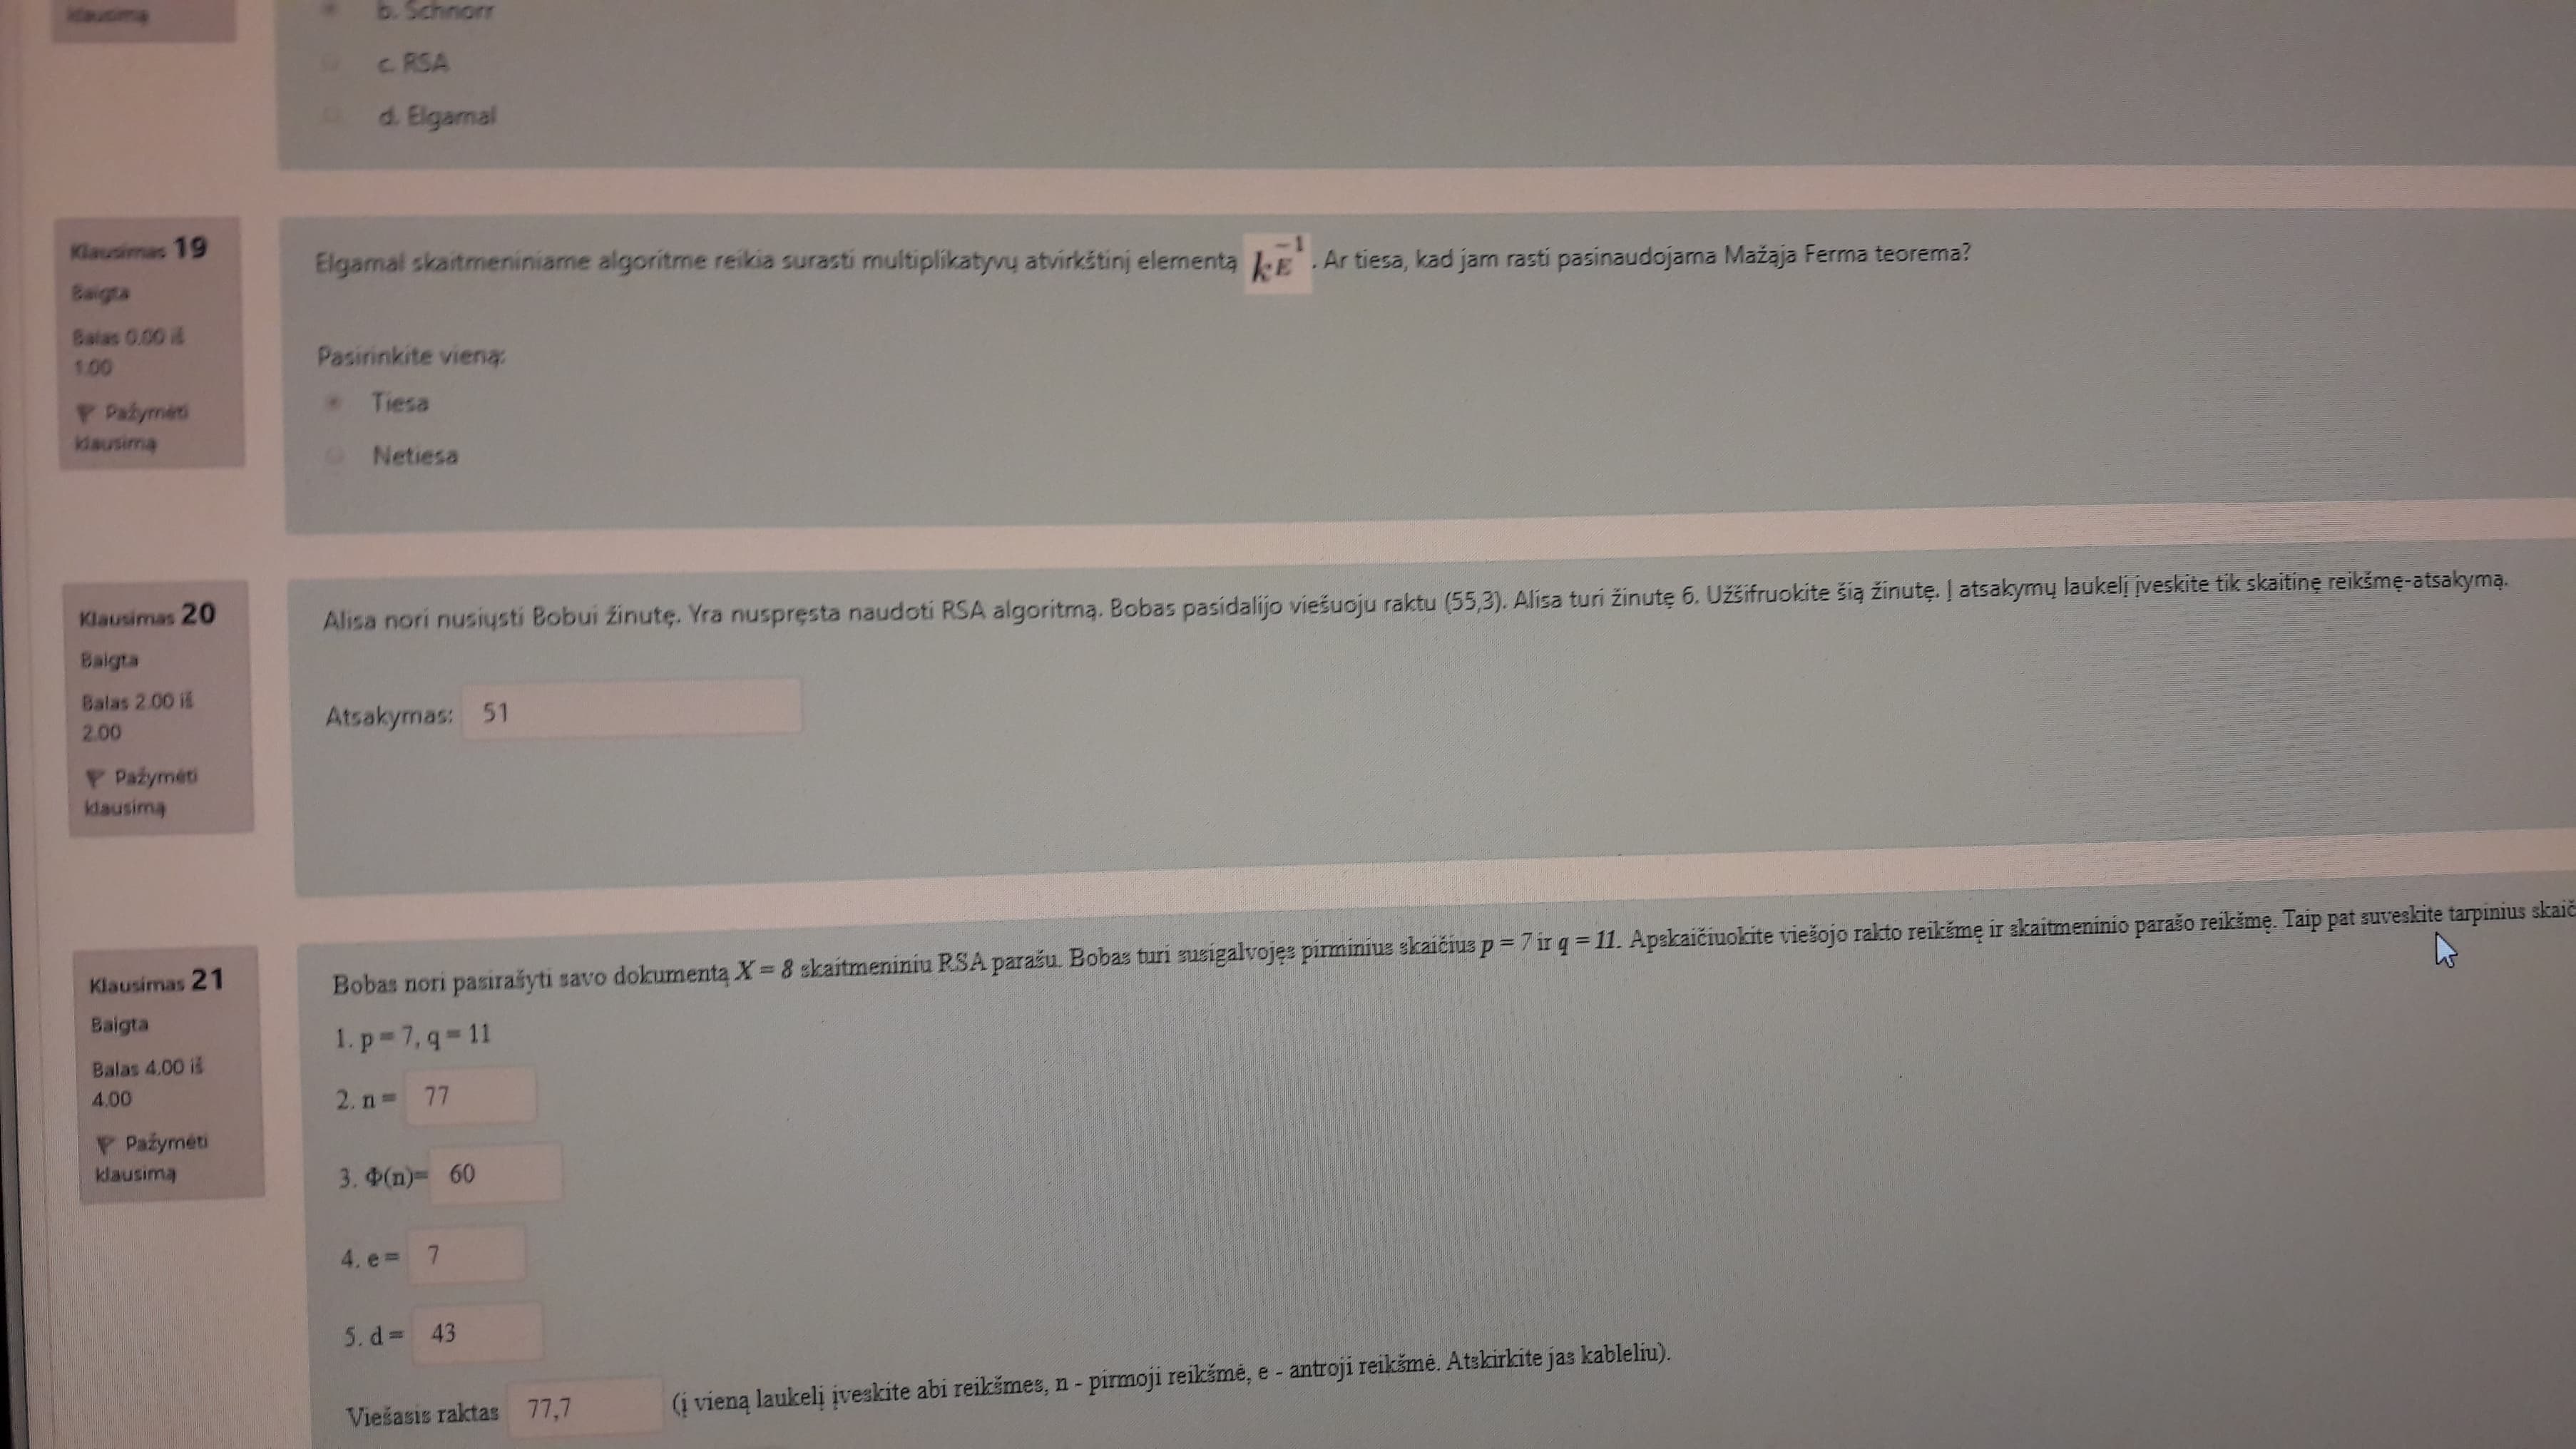 klausimą
b. Schnorr
c. RSA
d. Elgamal
Klausimas 19
Baigta
Balas 0.00 iš
1.00
Pažymėti
klausimą
Elgamal skaitmeniniame algoritme reikia surasti multiplikatyvų atvirkštinį elementą k_E^-1. Ar tiesa, kad jam rasti pasinaudojama Mažąja Ferma teorema?
Pasirinkite vieną:
Tiesa
Netiesa
Klausimas 20
Baigta
Balas 2.00 iš
2.00
Pažymėti
klausimą
Alisa nori nusiųsti Bobui žinutę. Yra nuspręsta naudoti RSA algoritmą. Bobas pasidalijo viešuoju raktu (55,3). Alisa turi žinutę 6. Užšifruokite šią žinutę. Į atsakymų laukelį įveskite tik skaitinę reikšmę-atsakymą.
Atsakymas: 51
Klausimas 21
Baigta
Balas 4.00 iš
4.00
Pažymėti
klausimą
Bobas nori pasirašyti savo dokumentą X = 8 skaitmeniniu RSA parašu. Bobas turi susigalvojęs pirminius skaičius p = 7 ir q = 11. Apskaičiuokite viešojo rakto reikšmę ir skaitmeninio parašo reikšmę. Taip pat suveskite tarpinius skaič
1. p = 7, q = 11
2. n = 77
3. Φ(n)= 60
4. e = 7
5. d = 43
Viešasis raktas 77,7 (į vieną laukelį įveskite abi reikšmes, n - pirmoji reikšmė, e - antroji reikšmė. Atskirkite jas kableliu).